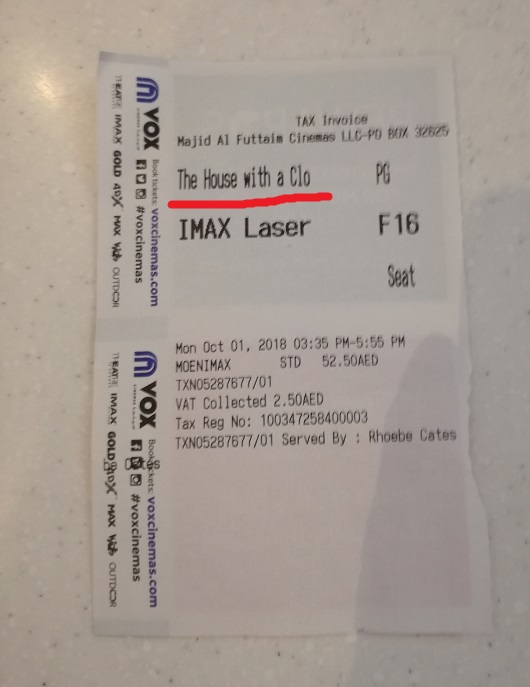 TAX Invoice
Majid Al Futtaim Cinemas LLC-PO BOX 32625
The House with a Clo PG
IMAX Laser F16
Seat
Mon Oct 01, 2018 03:35 PM-5:55 PM
MOENIMAX STD 52.50AED
TXN05287677/01
VAT Collected 2.50AED
Tax Reg No: 100347258400003
TXN05287677/01 Served By : Rhoebe Cates
VOX
Book tickets: voxcinemas.com
#voxcinemas
THEATRE IMAX GOLD 4DX MAX OUTDOOR
VOX
Book tickets: voxcinemas.com
#voxcinemas
THEATRE IMAX GOLD 4DX MAX OUTDOOR